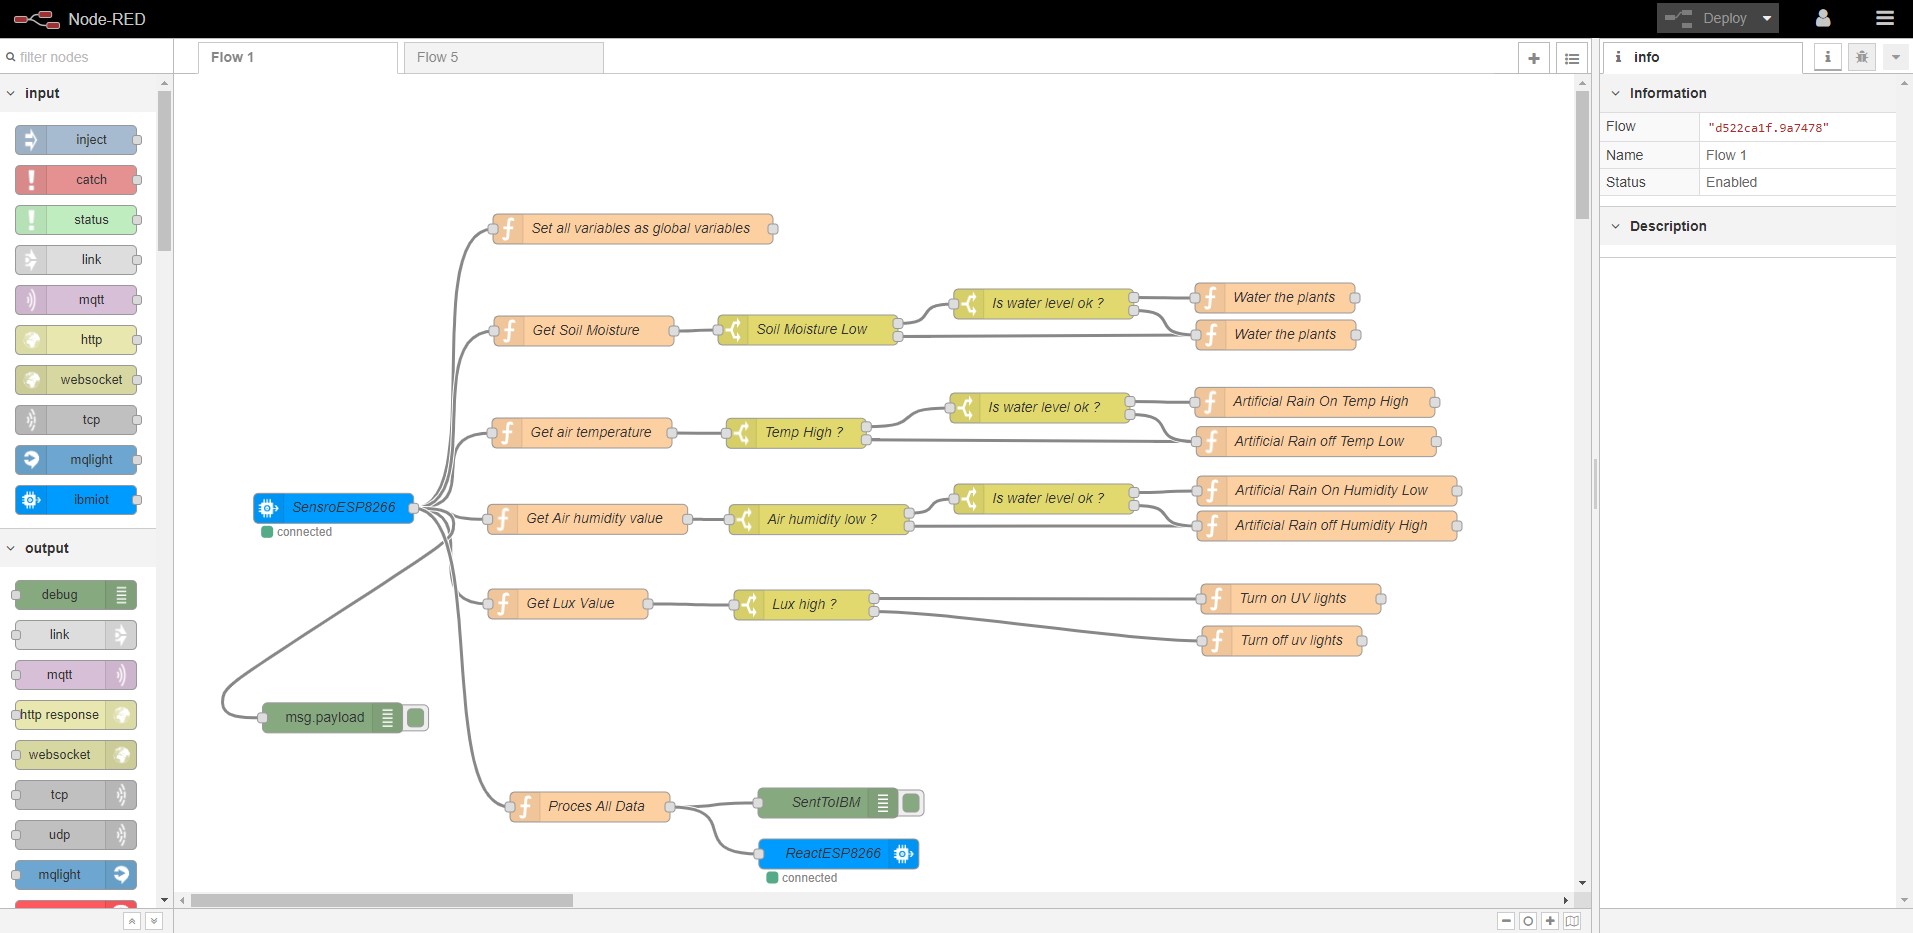 Node-RED
Deploy
filter nodes
Flow 1
Flow 5
info
input
inject
catch
status
link
mqtt
http
websocket
tcp
mqlight
ibmiot
output
debug
link
mqtt
http response
websocket
tcp
udp
mqlight
Set all variables as global variables
Get Soil Moisture
Soil Moisture Low
Is water level ok ?
Water the plants
Water the plants
Get air temperature
Temp High ?
Is water level ok ?
Artificial Rain On Temp High
Artificial Rain off Temp Low
SensroESP8266
connected
Get Air humidity value
Air humidity low ?
Is water level ok ?
Artificial Rain On Humidity Low
Artificial Rain off Humidity High
Get Lux Value
Lux high ?
Turn on UV lights
Turn off uv lights
msg.payload
Proces All Data
SentToIBM
ReactESP8266
connected
Information
Flow "d522ca1f.9a7478"
Name Flow 1
Status Enabled
Description